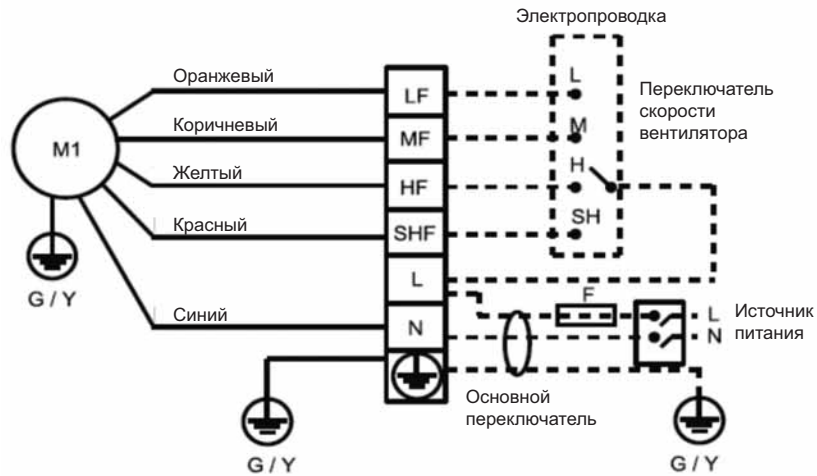 Электропроводка
Оранжевый
Коричневый
Желтый
Красный
Синий
M1
G / Y
LF
MF
HF
SHF
L
N
L
M
H
SH
Переключатель
скорости
вентилятора
F
L
N
Источник
питания
Основной
переключатель
G / Y
G / Y